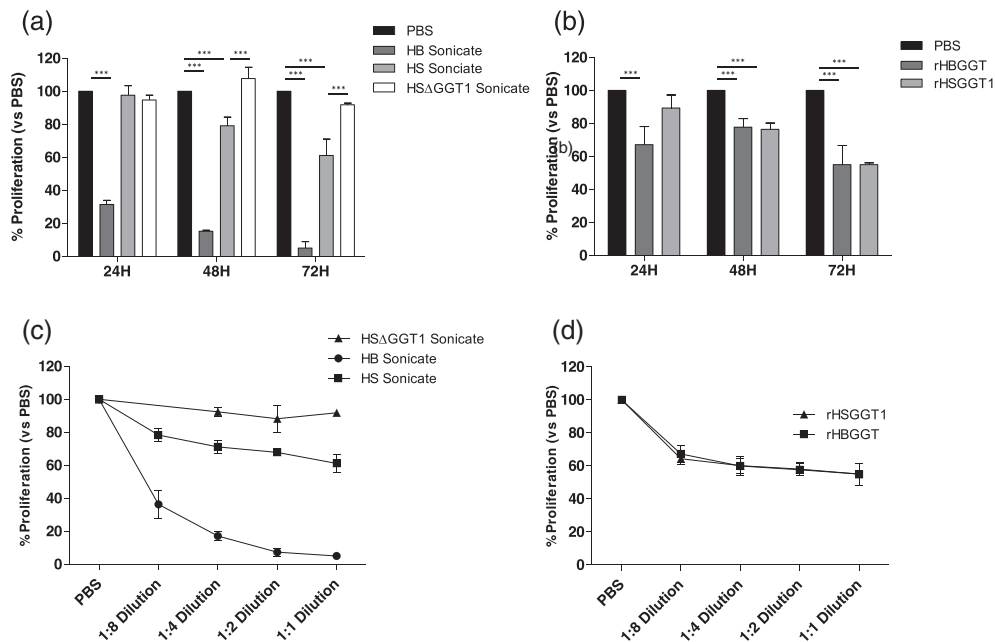 (a)
PBS
HB Sonicate
HS Sonciate
HSΔGGT1 Sonicate
% Proliferation (vs PBS)
120
100
80
60
40
20
0
***
***
***
***
***
***
***
24H
48H
72H
(b)
PBS
rHBGGT
rHSGGT1
% Proliferation (vs PBS)
(b)
120
100
80
60
40
20
0
***
***
***
***
***
24H
48H
72H
(c)
HSΔGGT1 Sonicate
HB Sonicate
HS Sonicate
% Proliferation (vs PBS)
120
100
80
60
40
20
0
PBS
1:8 Dilution
1:4 Dilution
1:2 Dilution
1:1 Dilution
(d)
rHSGGT1
rHBGGT
% Proliferation (vs PBS)
120
100
80
60
40
20
0
PBS
1:8 Dilution
1:4 Dilution
1:2 Dilution
1:1 Dilution